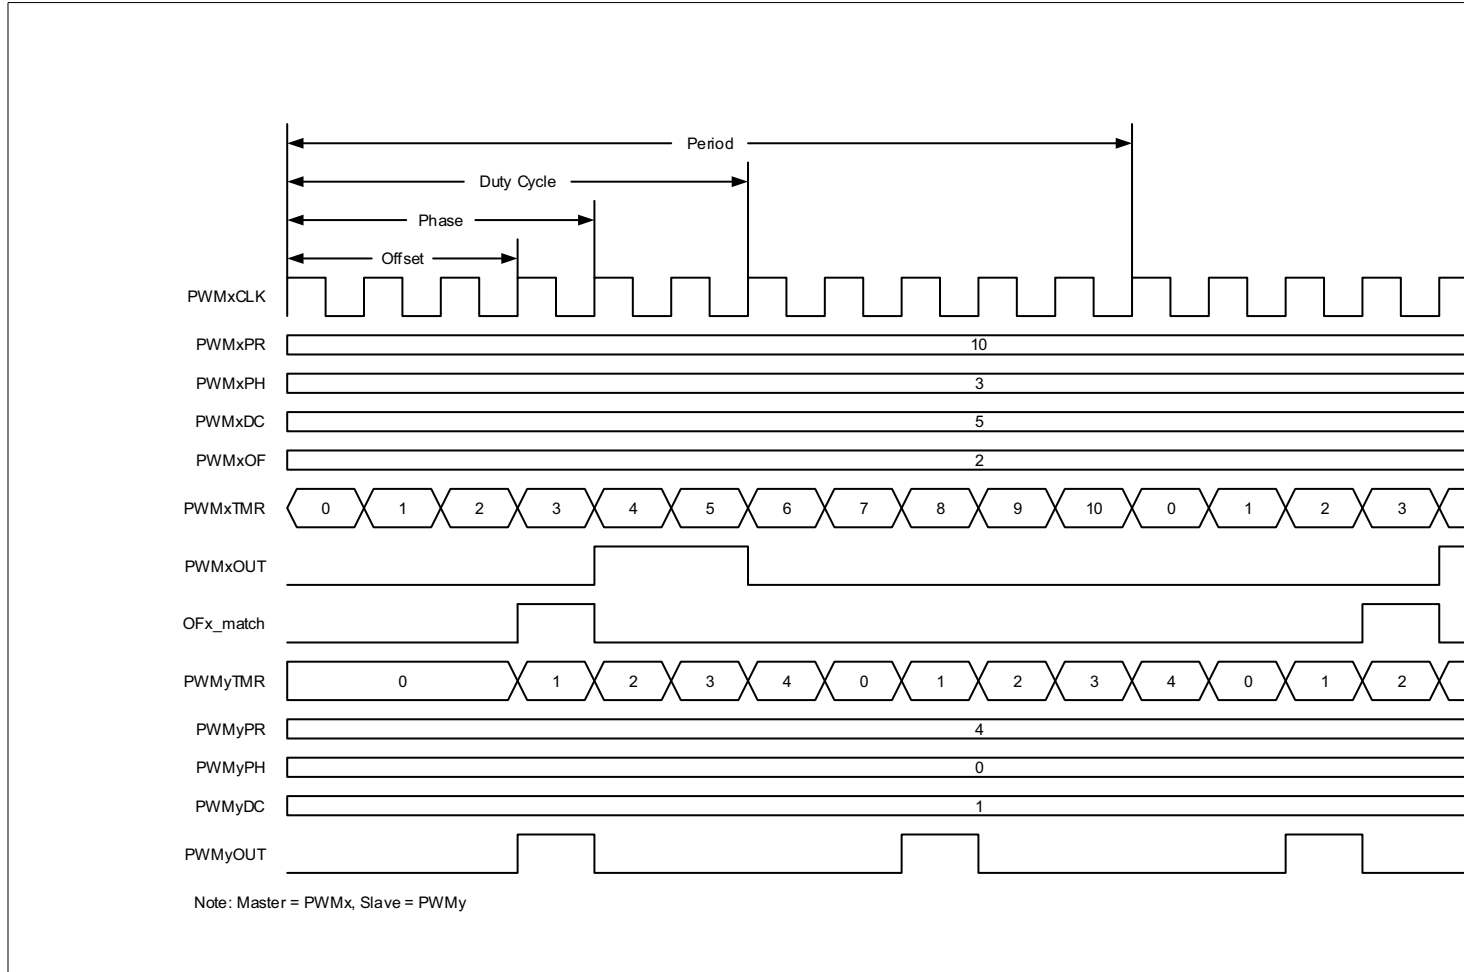 Period
Duty Cycle
Phase
Offset
PWMxCLK
PWMxPR 10
PWMxPH 3
PWMxDC 5
PWMxOF 2
PWMxTMR 0 1 2 3 4 5 6 7 8 9 10 0 1 2 3
PWMxOUT
OFx_match
PWMyTMR 0 1 2 3 4 0 1 2 3 4 0 1 2
PWMyPR 4
PWMyPH 0
PWMyDC 1
PWMyOUT
Note: Master = PWMx, Slave = PWMy